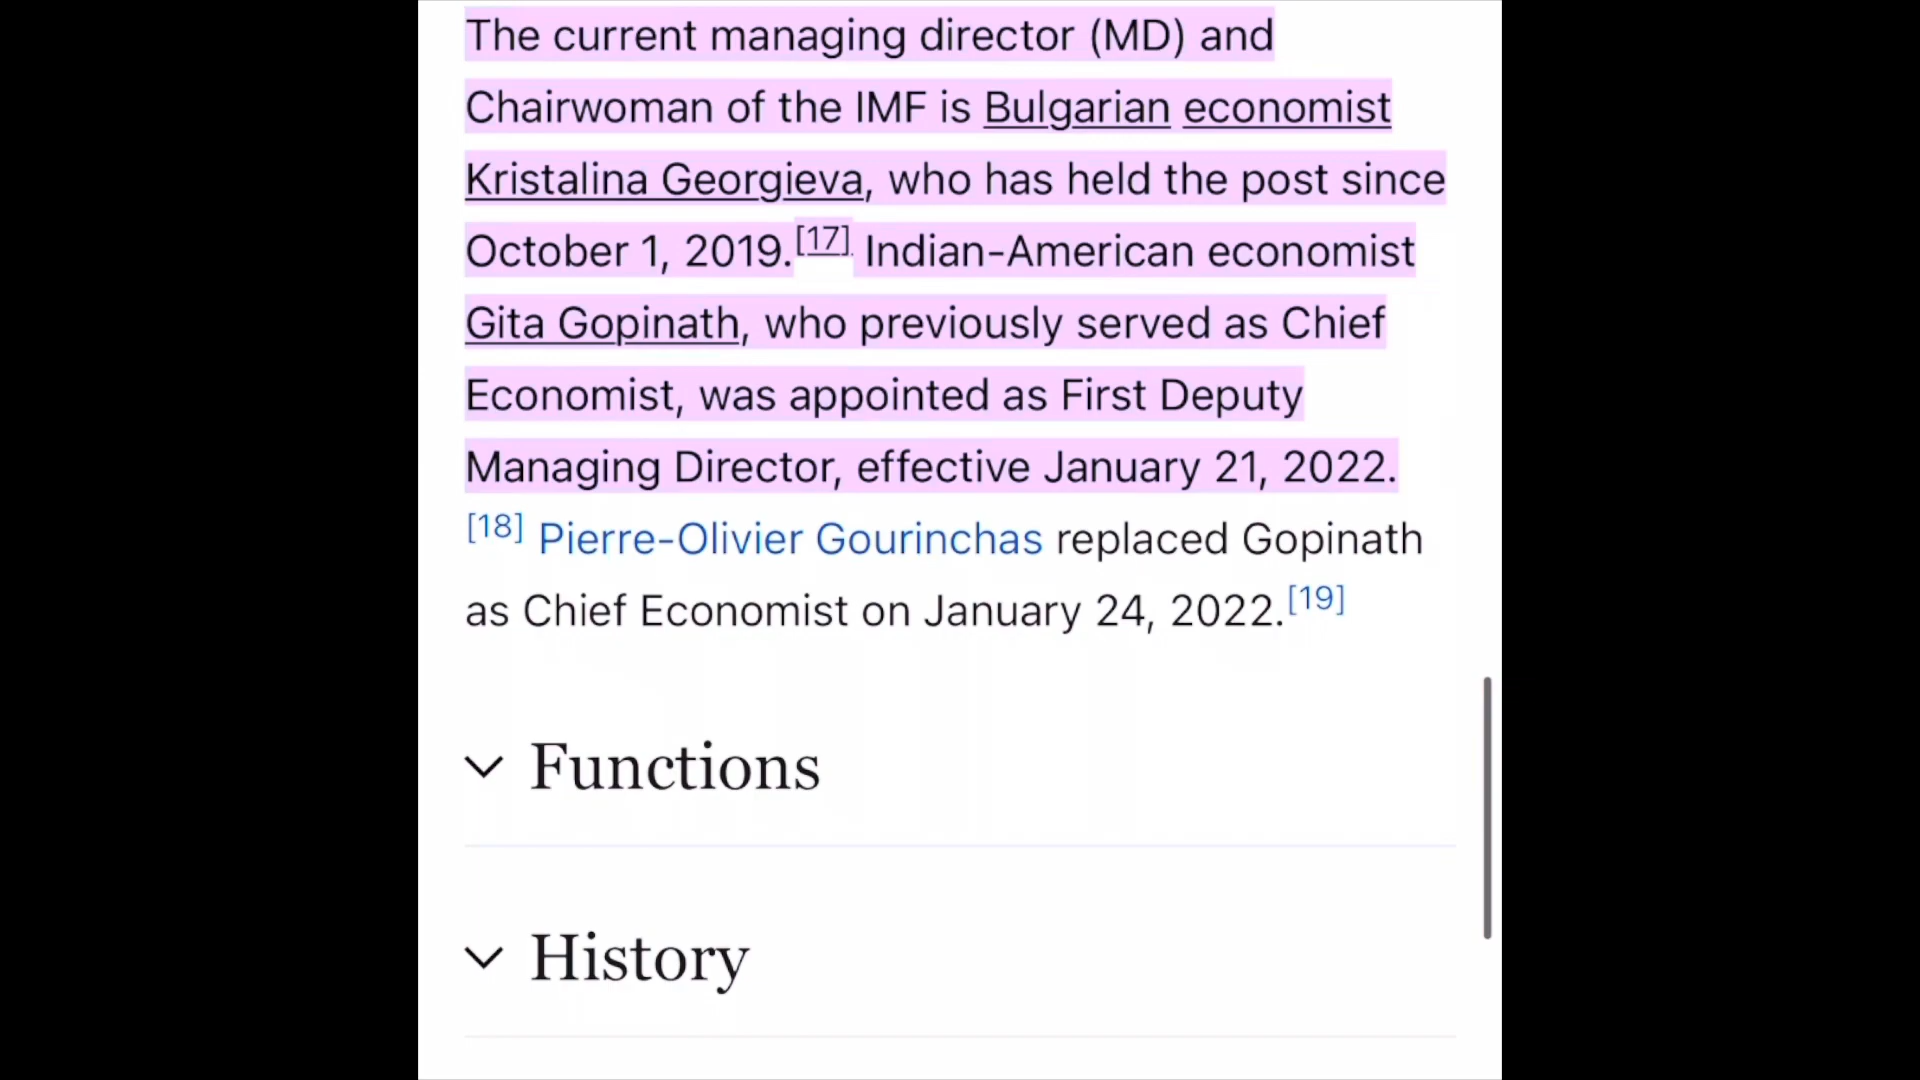 The current managing director (MD) and
Chairwoman of the IMF is Bulgarian economist
Kristalina Georgieva, who has held the post since
October 1, 2019.[17] Indian-American economist
Gita Gopinath, who previously served as Chief
Economist, was appointed as First Deputy
Managing Director, effective January 21, 2022.
[18] Pierre-Olivier Gourinchas replaced Gopinath
as Chief Economist on January 24, 2022.[19]
Functions
History